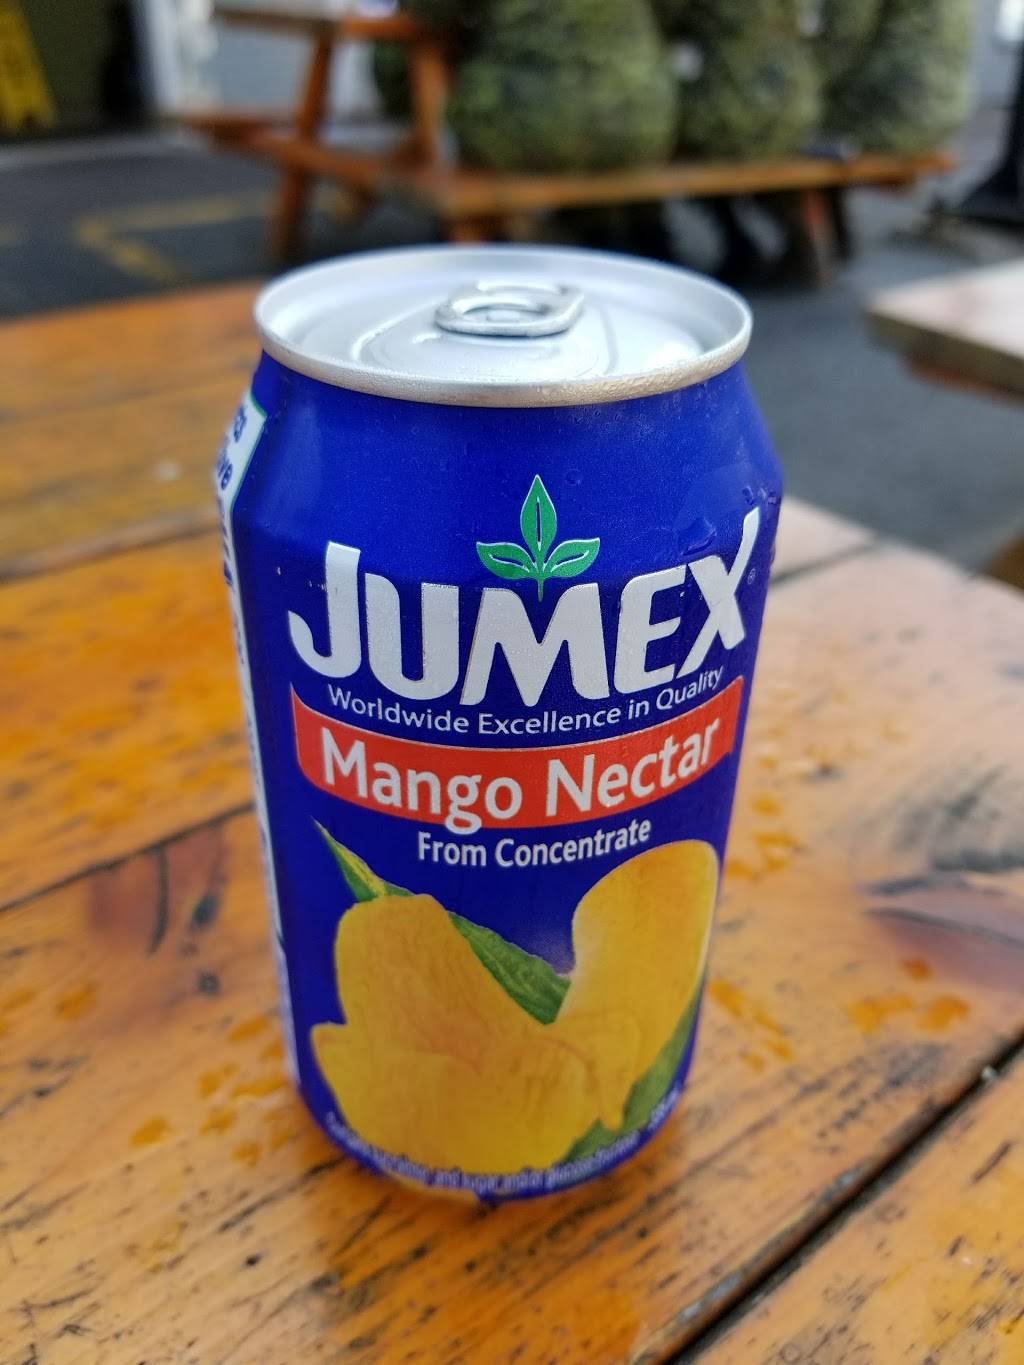 JUMEX®
Worldwide Excellence in Quality
Mango Nectar
From Concentrate